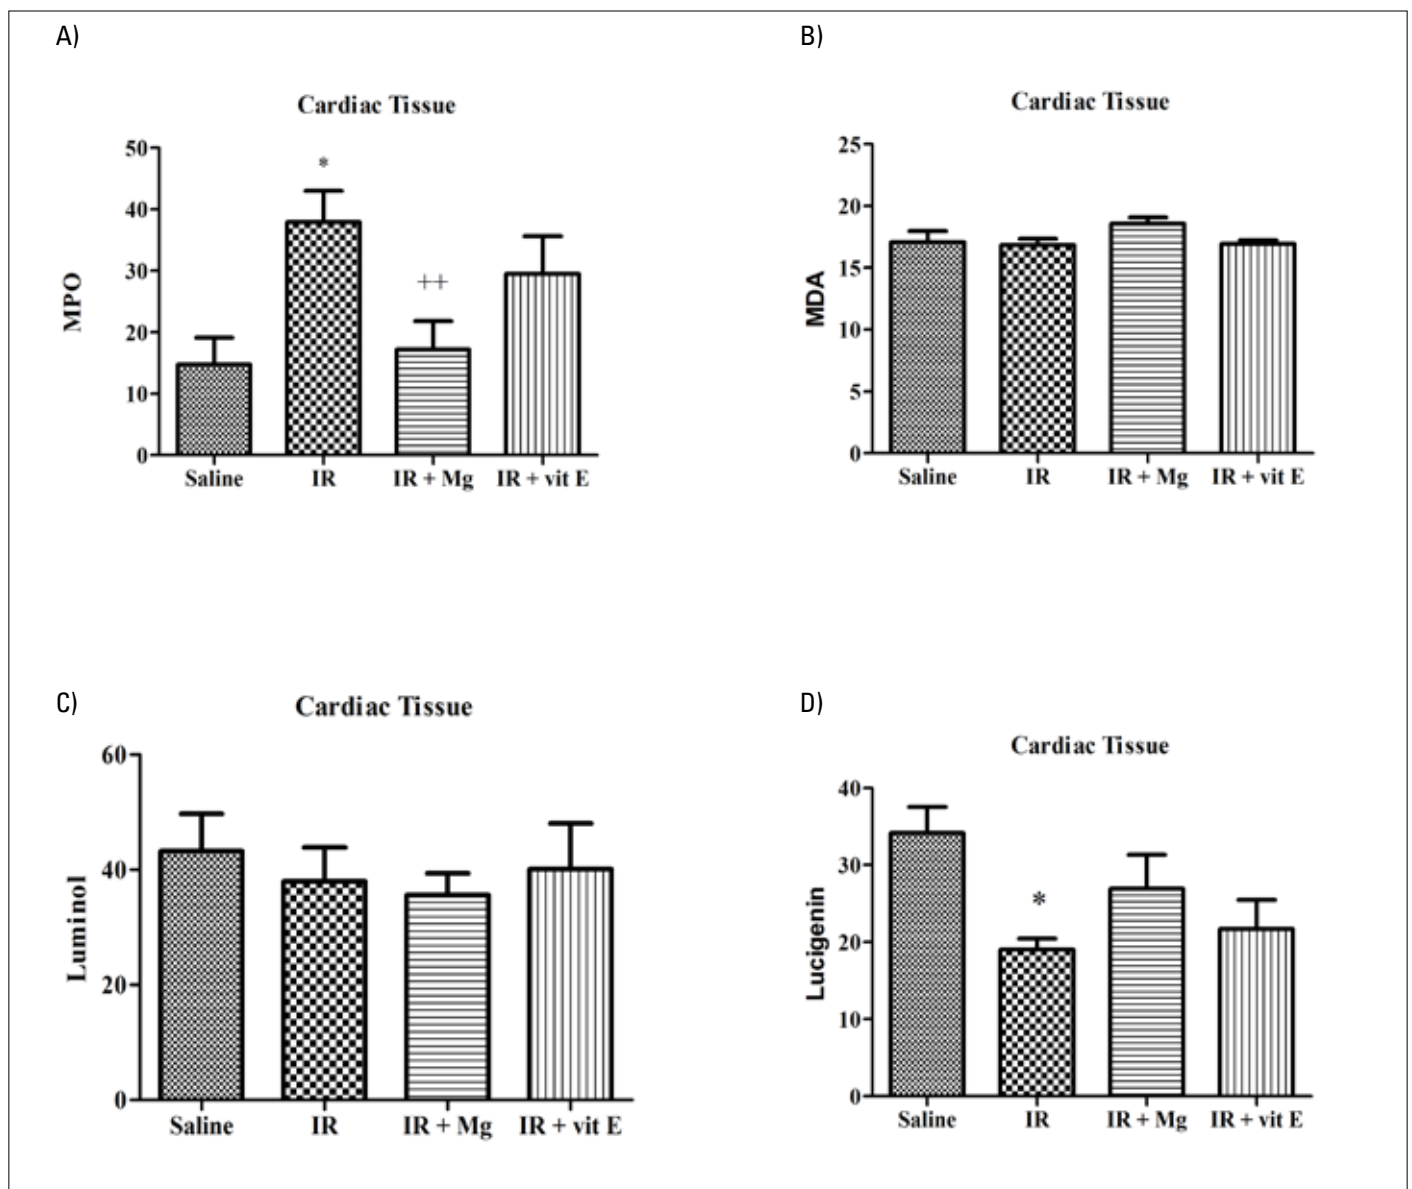 A)
Cardiac Tissue
MPO
50
40
30
20
10
0
*
++
Saline IR IR + Mg IR + vit E
B)
Cardiac Tissue
MDA
25
20
15
10
5
0
Saline IR IR + Mg IR + vit E
C)
Cardiac Tissue
Luminol
60
40
20
0
Saline IR IR + Mg IR + vit E
D)
Cardiac Tissue
Lucigenin
40
30
20
10
0
*
Saline IR IR + Mg IR + vit E